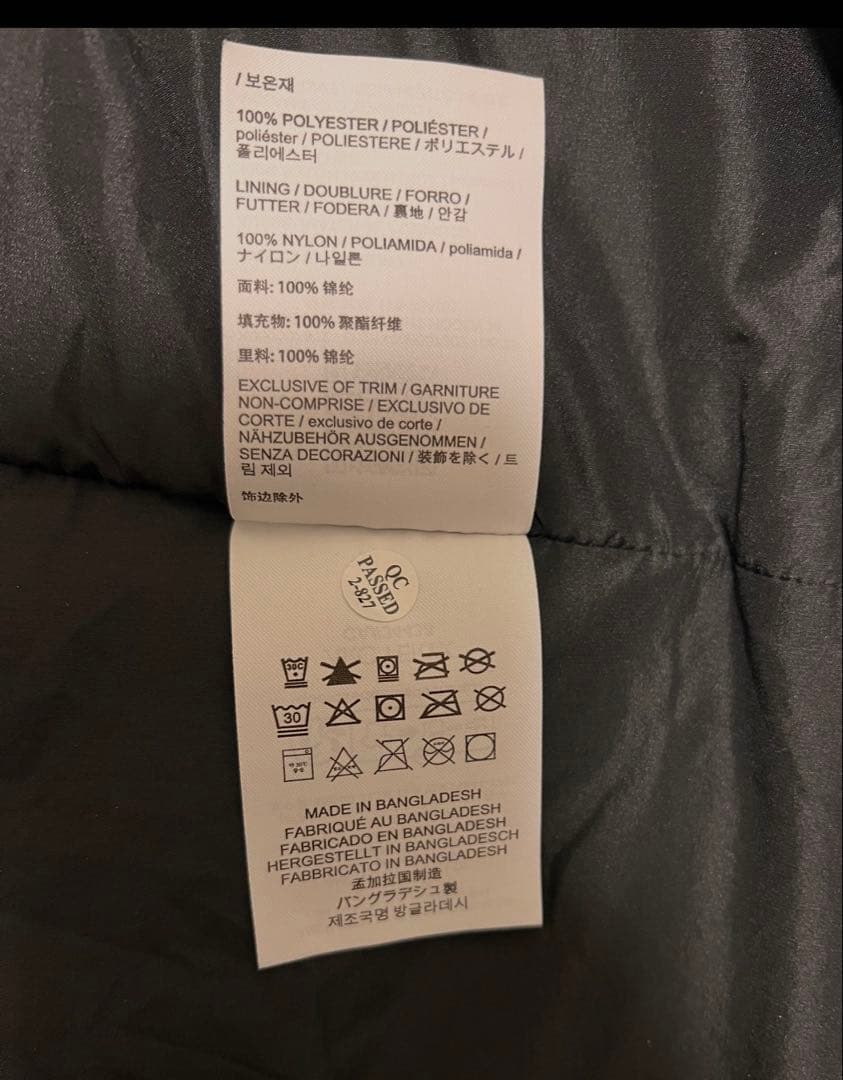 / 보온재
100% POLYESTER / POLIÉSTER /
poliéster / POLIESTERE / ポリエステル /
폴리에스터
LINING / DOUBLURE / FORRO /
FUTTER / FODERA / 裏地 / 안감
100% NYLON / POLIAMIDA / poliamida /
ナイロン / 나일론
面料: 100% 锦纶
填充物: 100% 聚酯纤维
里料: 100% 锦纶
EXCLUSIVE OF TRIM / GARNITURE
NON-COMPRISE / EXCLUSIVO DE
CORTE / exclusivo de corte /
NÄHZUBEHÖR AUSGENOMMEN /
SENZA DECORAZIONI / 装飾を除く / 트
림 제외
饰边除外
QC
PASSED
2-827
30C
30
MADE IN BANGLADESH
FABRIQUÉ AU BANGLADESH
FABRICADO EN BANGLADESH
HERGESTELLT IN BANGLADESCH
FABBRICATO IN BANGLADESH
孟加拉国制造
バングラデシュ製
제조국명 방글라데시